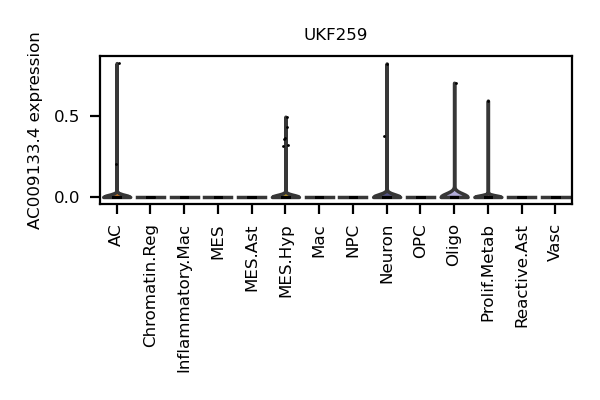 UKF259
AC009133.4 expression
0.5
0.0
AC
Chromatin.Reg
Inflammatory.Mac
MES
MES.Ast
MES.Hyp
Mac
NPC
Neuron
OPC
Oligo
Prolif.Metab
Reactive.Ast
Vasc